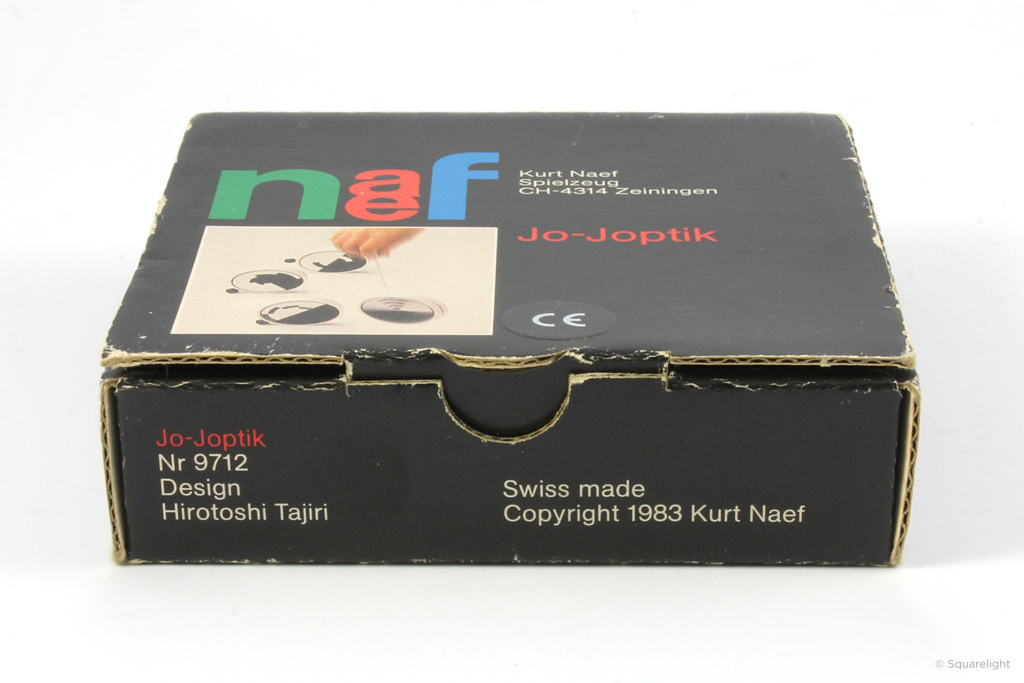 naef
Kurt Naef
Spielzeug
CH-4314 Zeiningen
Jo-Joptik
CE
Jo-Joptik
Nr 9712
Design
Hirotoshi Tajiri
Swiss made
Copyright 1983 Kurt Naef
© Squarelight